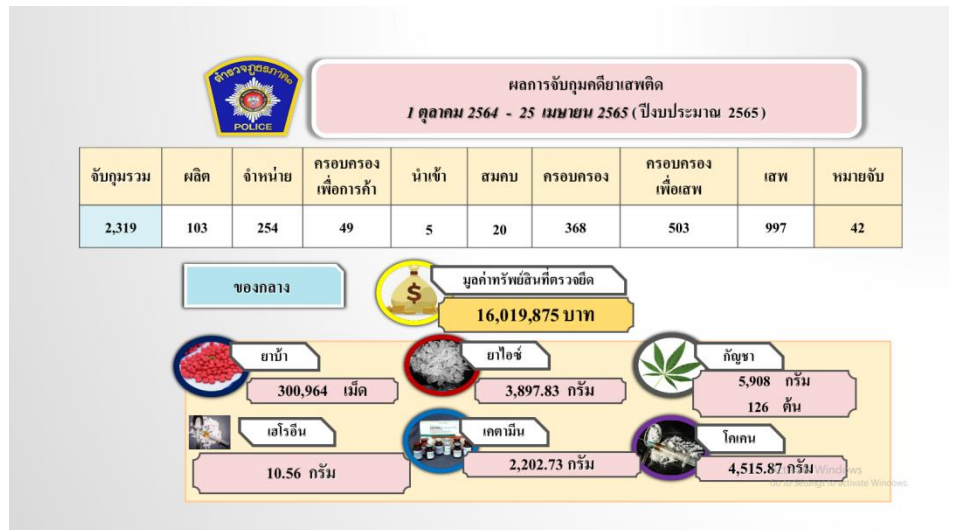 ตำรวจภูธรภาค
POLICE
ผลการจับกุมคดียาเสพติด
1 ตุลาคม 2564 - 25 เมษายน 2565 ( ปีงบประมาณ 2565 )
จับกุมรวม ผลิต จำหน่าย ครอบครองเพื่อการค้า นำเข้า สมคบ ครอบครอง ครอบครองเพื่อเสพ เสพ หมายจับ
2,319 103 254 49 5 20 368 503 997 42
ของกลาง
มูลค่าทรัพย์สินที่ตรวจยึด
16,019,875 บาท
ยาบ้า
300,964 เม็ด
ยาไอซ์
3,897.83 กรัม
กัญชา
5,908 กรัม
126 ต้น
เฮโรอีน
10.56 กรัม
เคตามีน
2,202.73 กรัม
โคเคน
4,515.87 กรัม
Activate Windows
Go to Settings to activate Windows.